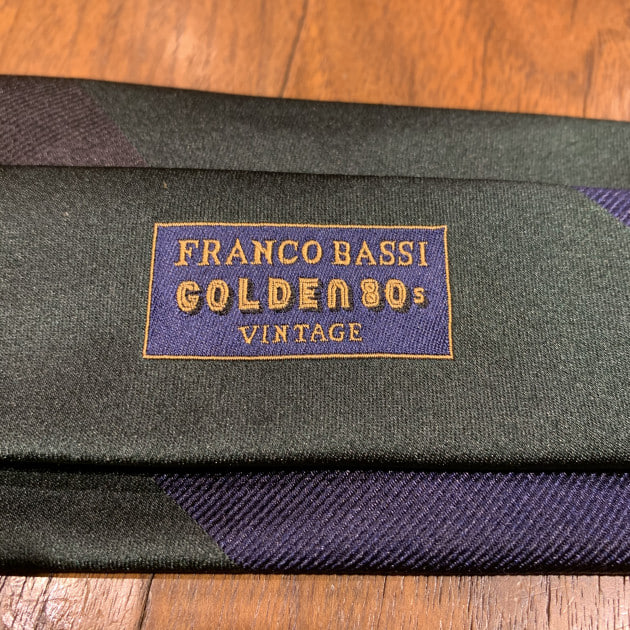 FRANCO BASSI
GOLDEN 80s
VINTAGE